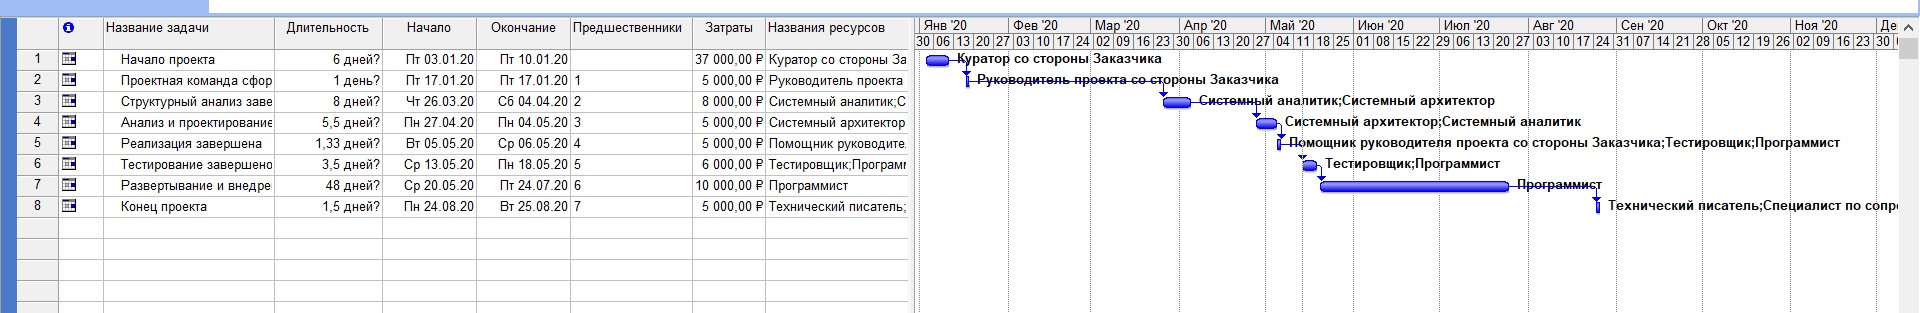 Название задачи Длительность Начало Окончание Предшественники Затраты Названия ресурсов
Янв '20 Фев '20 Мар '20 Апр '20 Май '20 Июн '20 Июл '20 Авг '20 Сен '20 Окт '20 Ноя '20 Де
30 06 13 20 27 03 10 17 24 02 09 16 23 30 06 13 20 27 04 11 18 25 01 08 15 22 29 06 13 20 27 03 10 17 24 31 07 14 21 28 05 12 19 26 02 09 16 23 30 0
1 Начало проекта 6 дней? Пт 03.01.20 Пт 10.01.20 37 000,00 ₽ Куратор со стороны За Куратор со стороны Заказчика
2 Проектная команда сфор 1 день? Пт 17.01.20 Пт 17.01.20 1 5 000,00 ₽ Руководитель проекта Руководитель проекта со стороны Заказчика
3 Структурный анализ заве 8 дней? Чт 26.03.20 Сб 04.04.20 2 8 000,00 ₽ Системный аналитик;С Системный аналитик;Системный архитектор
4 Анализ и проектирование 5,5 дней? Пн 27.04.20 Пн 04.05.20 3 5 000,00 ₽ Системный архитектор Системный архитектор;Системный аналитик
5 Реализация завершена 1,33 дней? Вт 05.05.20 Ср 06.05.20 4 5 000,00 ₽ Помощник руководите. Помощник руководителя проекта со стороны Заказчика;Тестировщик;Программист
6 Тестирование завершено 3,5 дней? Ср 13.05.20 Пн 18.05.20 5 6 000,00 ₽ Тестировщик;Программ Тестировщик;Программист
7 Развертывание и внедре 48 дней? Ср 20.05.20 Пт 24.07.20 6 10 000,00 ₽ Программист Программист
8 Конец проекта 1,5 дней? Пн 24.08.20 Вт 25.08.20 7 5 000,00 ₽ Технический писатель; Технический писатель;Специалист по сопро